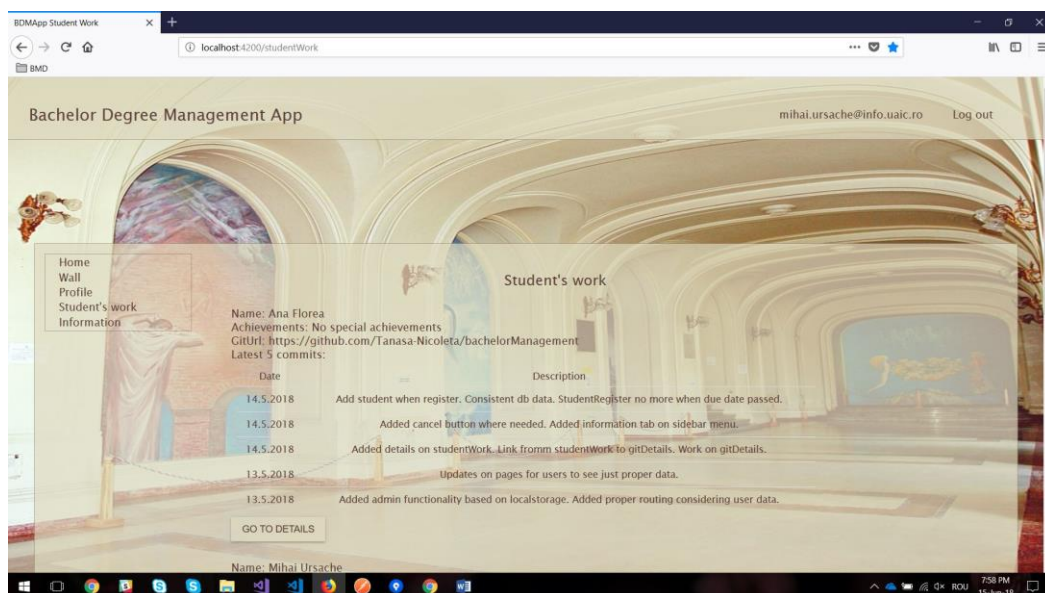 BDMApp Student Work
localhost:4200/studentWork
BMD
Bachelor Degree Management App
mihai.ursache@info.uaic.ro Log out
Home
Wall
Profile
Student's work
Information
Student's work
Name: Ana Florea
Achievements: No special achievements
GitUrl: https://github.com/Tanasa-Nicoleta/bachelorManagement
Latest 5 commits:
Date Description
14.5.2018 Add student when register. Consistent db data. StudentRegister no more when due date passed.
14.5.2018 Added cancel button where needed. Added information tab on sidebar menu.
14.5.2018 Added details on studentWork. Link fromm studentWork to gitDetails. Work on gitDetails.
13.5.2018 Updates on pages for users to see just proper data.
13.5.2018 Added admin functionality based on localstorage. Added proper routing considering user data.
GO TO DETAILS
Name: Mihai Ursache
ROU
7:58 PM
15-Jun-18